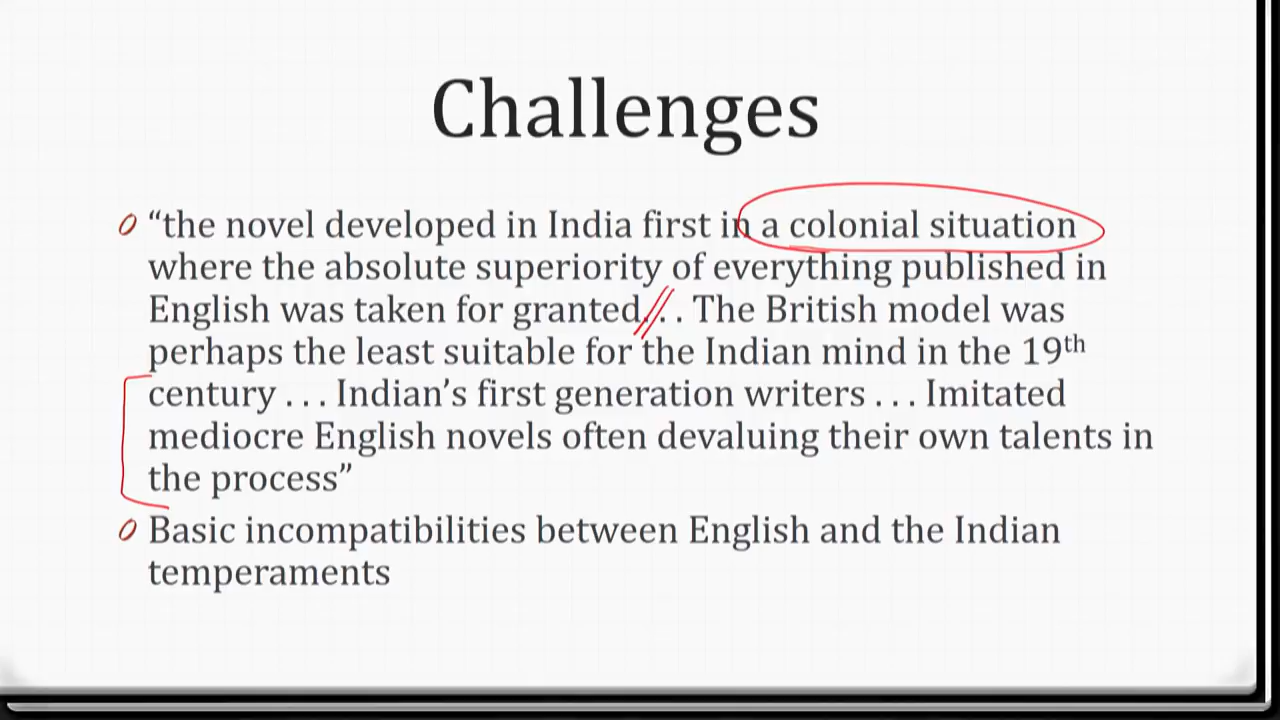 Challenges
“the novel developed in India first in a colonial situation
where the absolute superiority of everything published in
English was taken for granted. . . The British model was
perhaps the least suitable for the Indian mind in the 19th
century . . . Indian’s first generation writers . . . Imitated
mediocre English novels often devaluing their own talents in
the process”
Basic incompatibilities between English and the Indian
temperaments